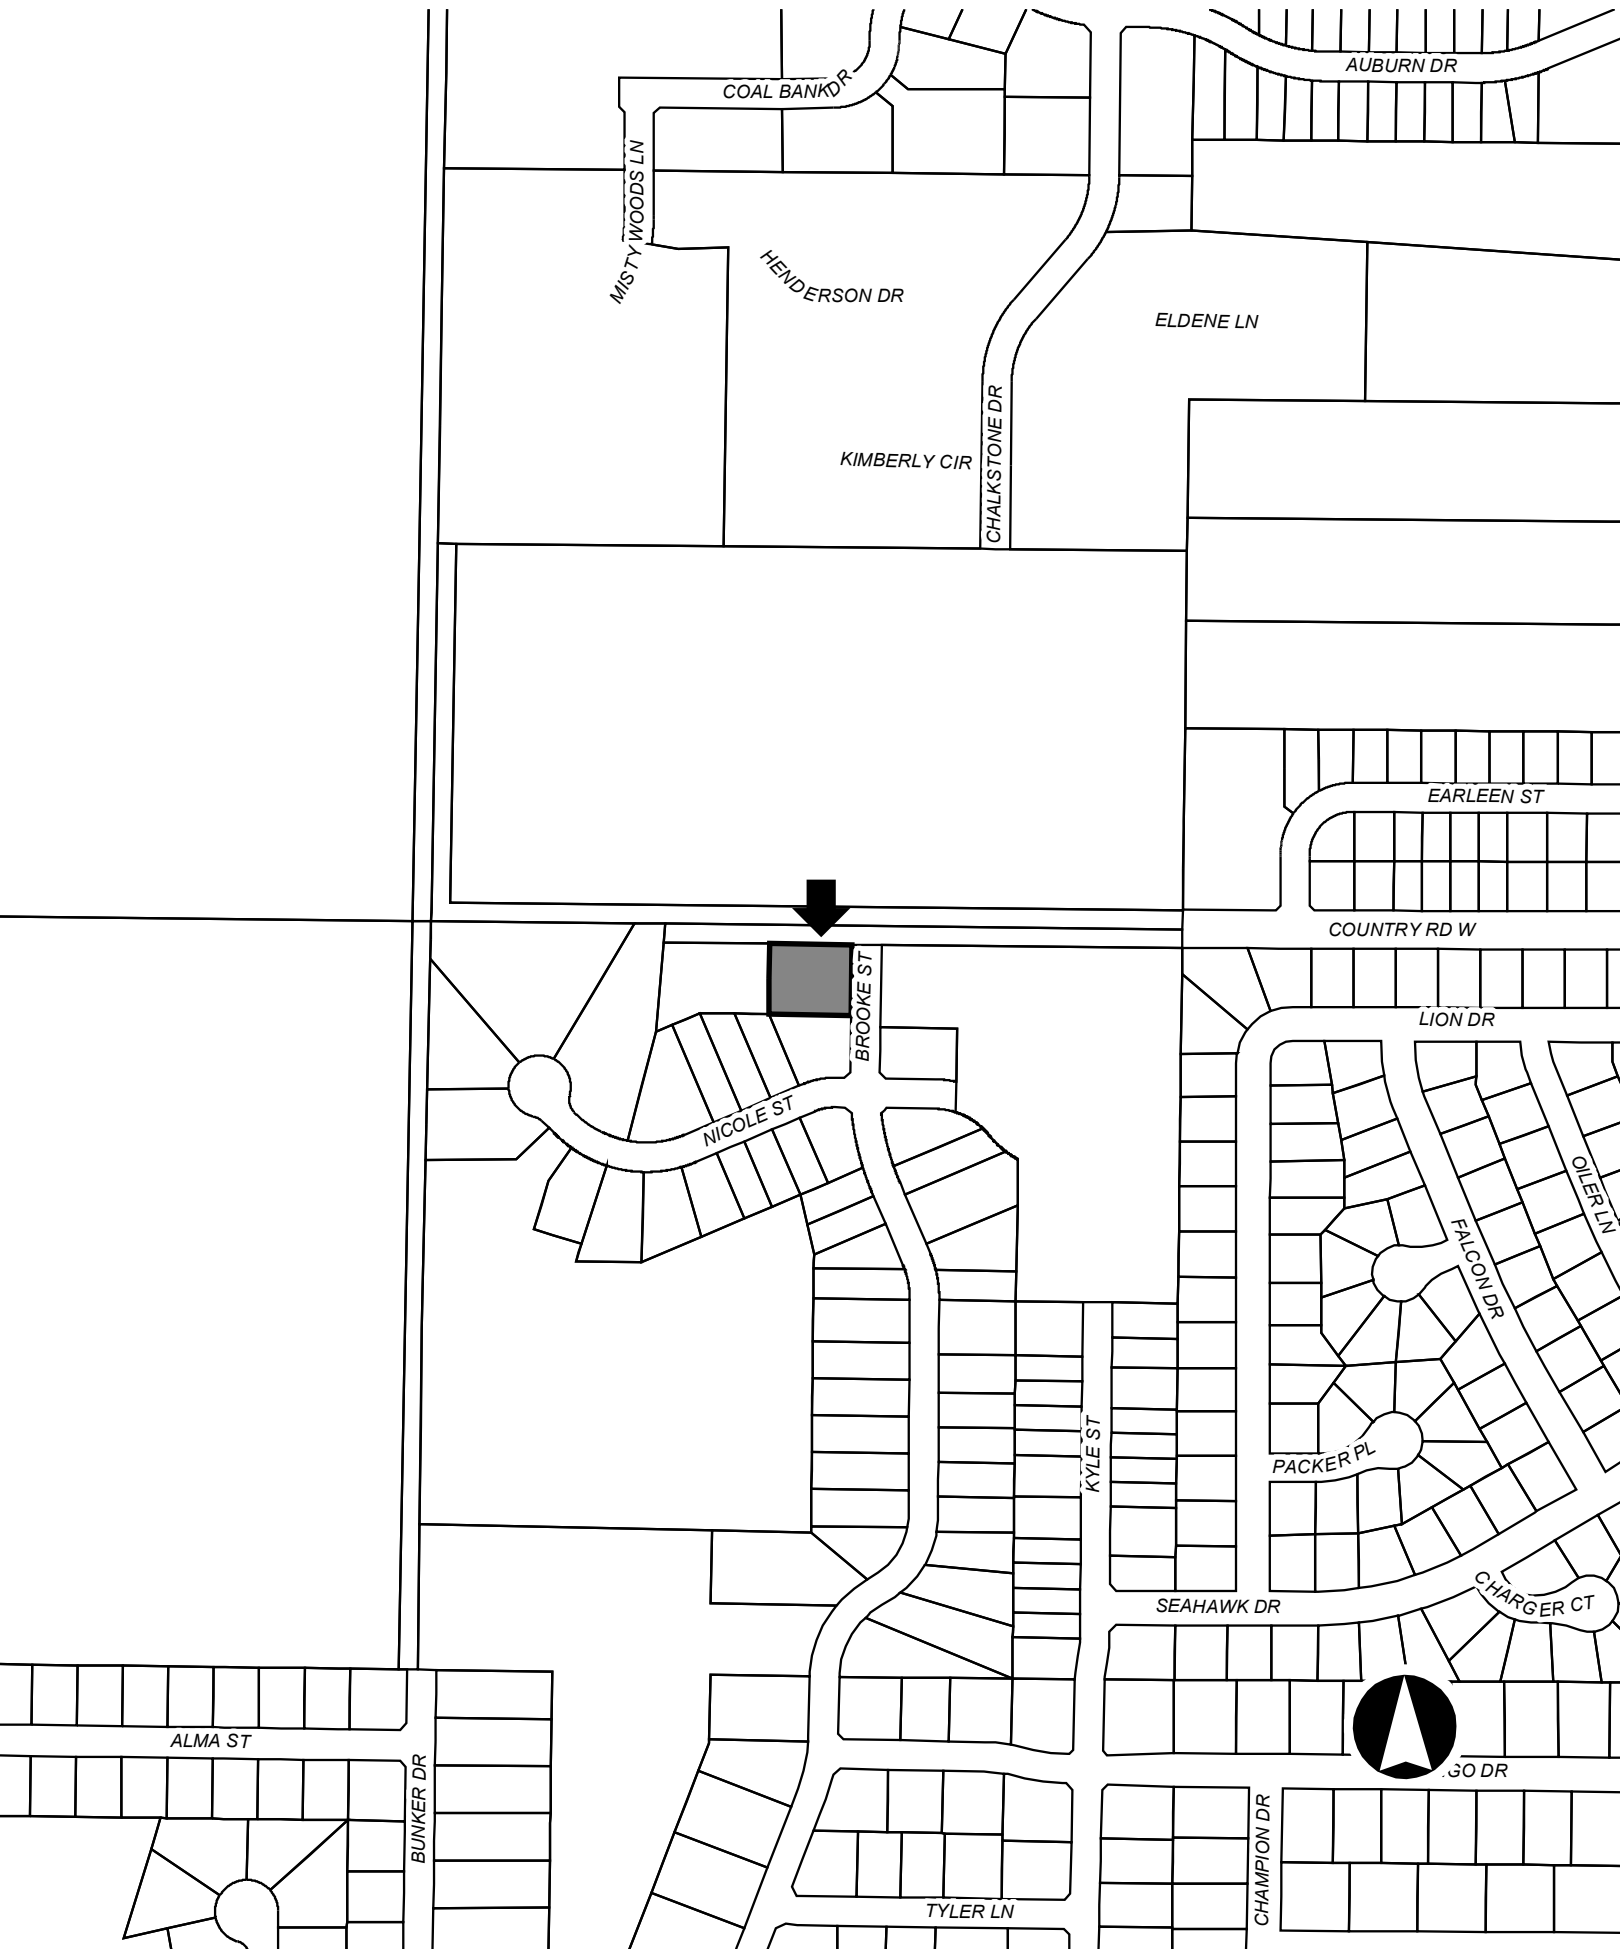 AUBURN DR
COAL BANK DR
MISTY WOODS LN
HENDERSON DR
ELDENE LN
CHALKSTONE DR
KIMBERLY CIR
EARLEEN ST
COUNTRY RD W
BROOKE ST
LION DR
NICOLE ST
OILER LN
FALCON DR
KYLE ST
PACKER PL
CHARGER CT
SEAHAWK DR
ALMA ST
GO DR
BUNKER DR
CHAMPION DR
TYLER LN